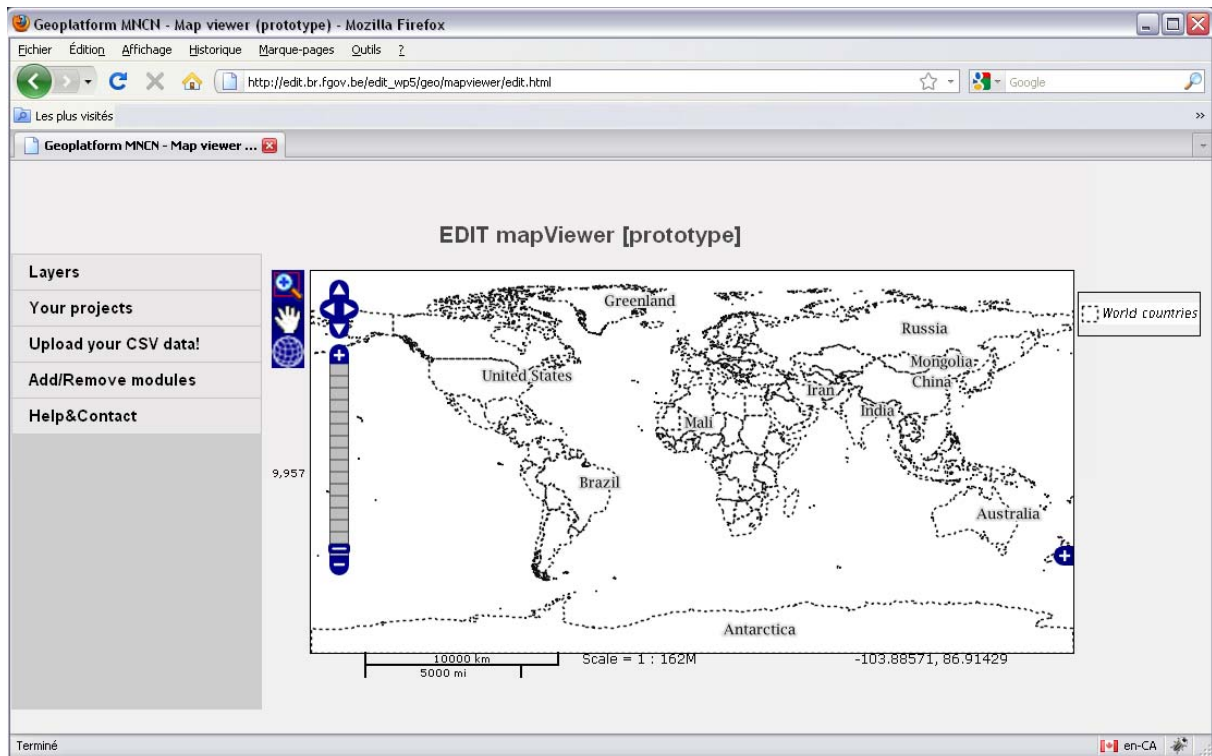 Geoplatform MNCN - Map viewer (prototype) - Mozilla Firefox
Fichier Édition Affichage Historique Marque-pages Outils ?
http://edit.br.fgov.be/edit_wp5/geo/mapviewer/edit.html
Google
Les plus visités
»
Geoplatform MNCN - Map viewer ...
EDIT mapViewer [prototype]
Layers
Your projects
Upload your CSV data!
Add/Remove modules
Help&Contact
9,957
Greenland
Russia
World countries
United States
Mongolia
China
Iran
India
Mali
Brazil
Australia
Antarctica
10000 km
5000 mi
Scale = 1 : 162M
-103.88571, 86.91429
Terminé
en-CA